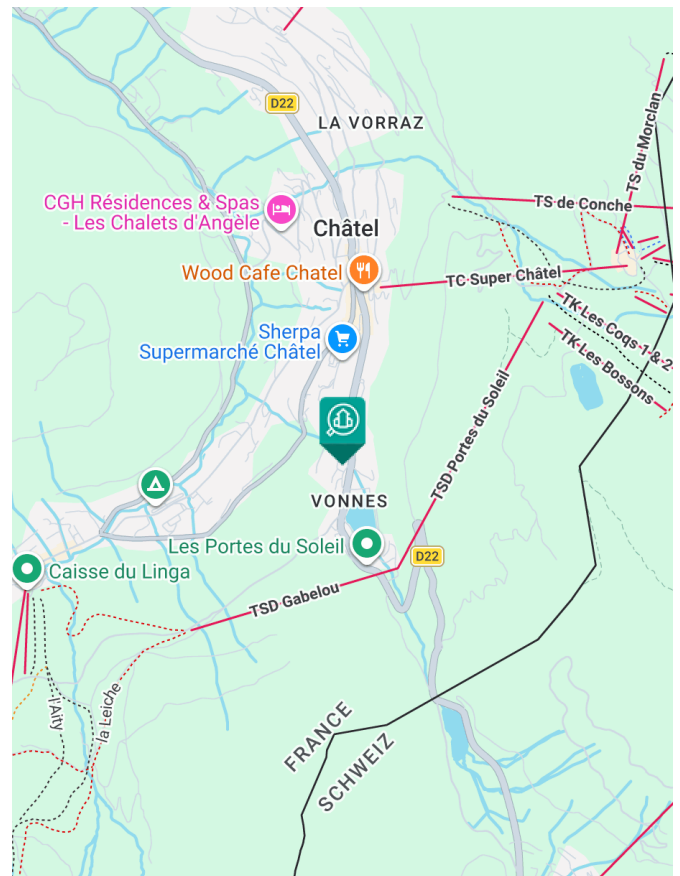 D22
LA VORRAZ
TS du Morclan
CGH Résidences & Spas
- Les Chalets d'Angèle
TS de Conche
Châtel
Wood Cafe Chatel
TC Super Châtel
Sherpa
Supermarché Châtel
TK Les Coqs 1 & 2
TK Les Bossons
TSD Portes du Soleil
VONNES
Les Portes du Soleil
D22
Caisse du Linga
TSD Gabelou
l'Aity
la Leiche
FRANCE
SCHWEIZ